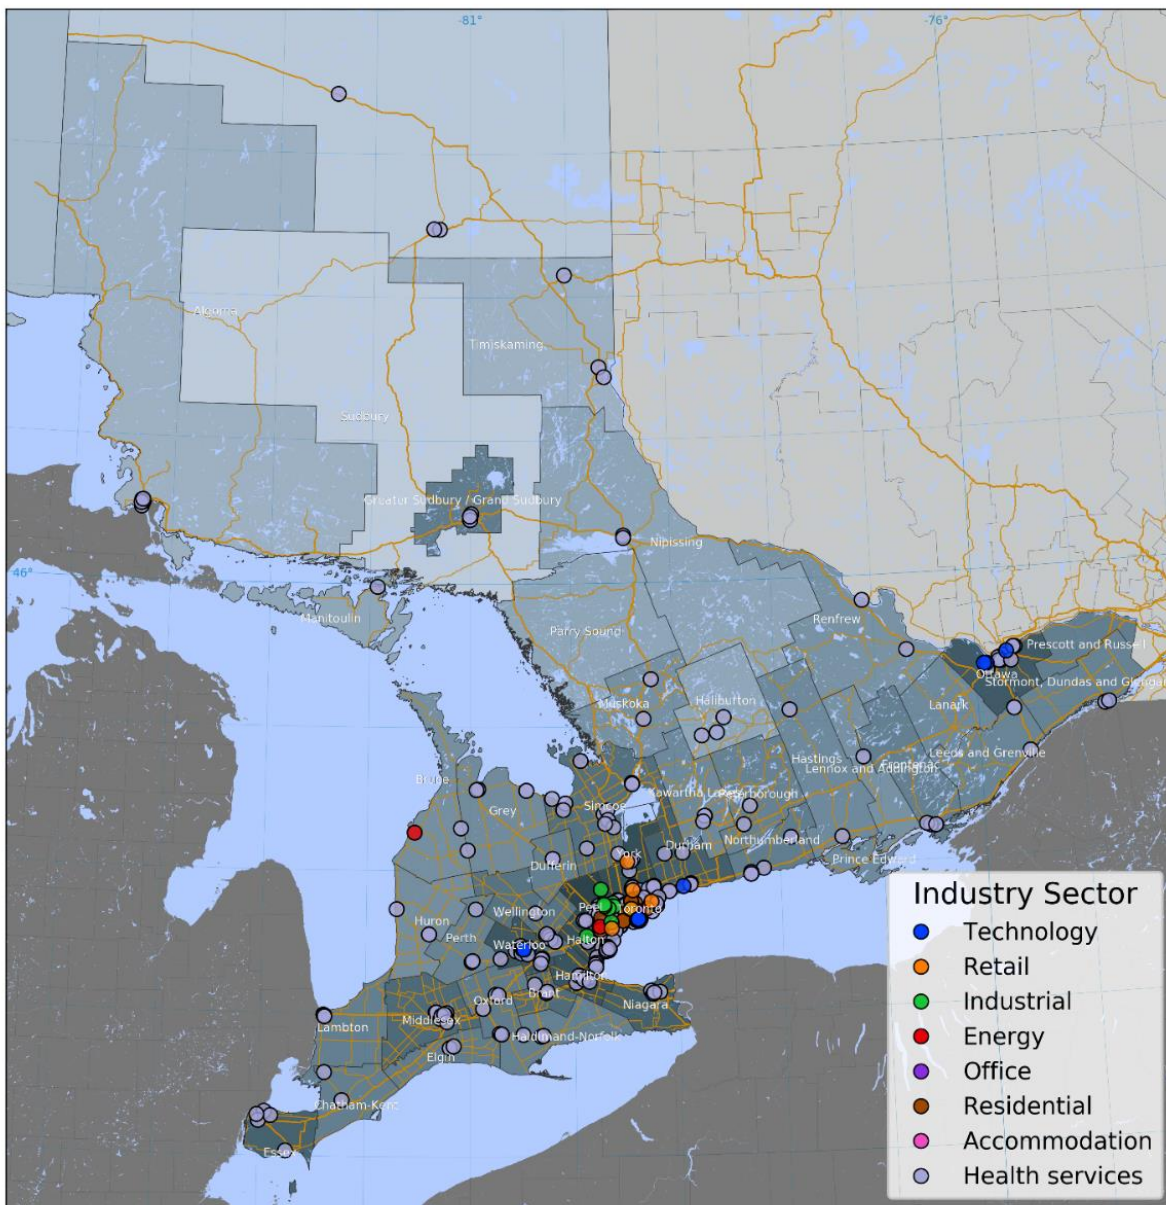 -81°
-76°
Algoma
Timiskaming
Sudbury
Greater Sudbury / Grand Sudbury
Nipissing
46°
Manitoulin
Parry Sound
Renfrew
Prescott and Russell
Ottawa
Stormont, Dundas and Glengar
Muskoka
Haliburton
Lanark
Leeds and Grenville
Hastings
Frontenac
Lennox and Addington
Bruce
Grey
Simcoe
Kawartha Lakes
Peterborough
Northumberland
Durham
York
Dufferin
Prince Edward
Peel
Toronto
Wellington
Huron
Perth
Waterloo
Halton
Hamilton
Brant
Oxford
Niagara
Middlesex
Lambton
Haldimand-Norfolk
Elgin
Chatham-Kent
Essex
Industry Sector
Technology
Retail
Industrial
Energy
Office
Residential
Accommodation
Health services